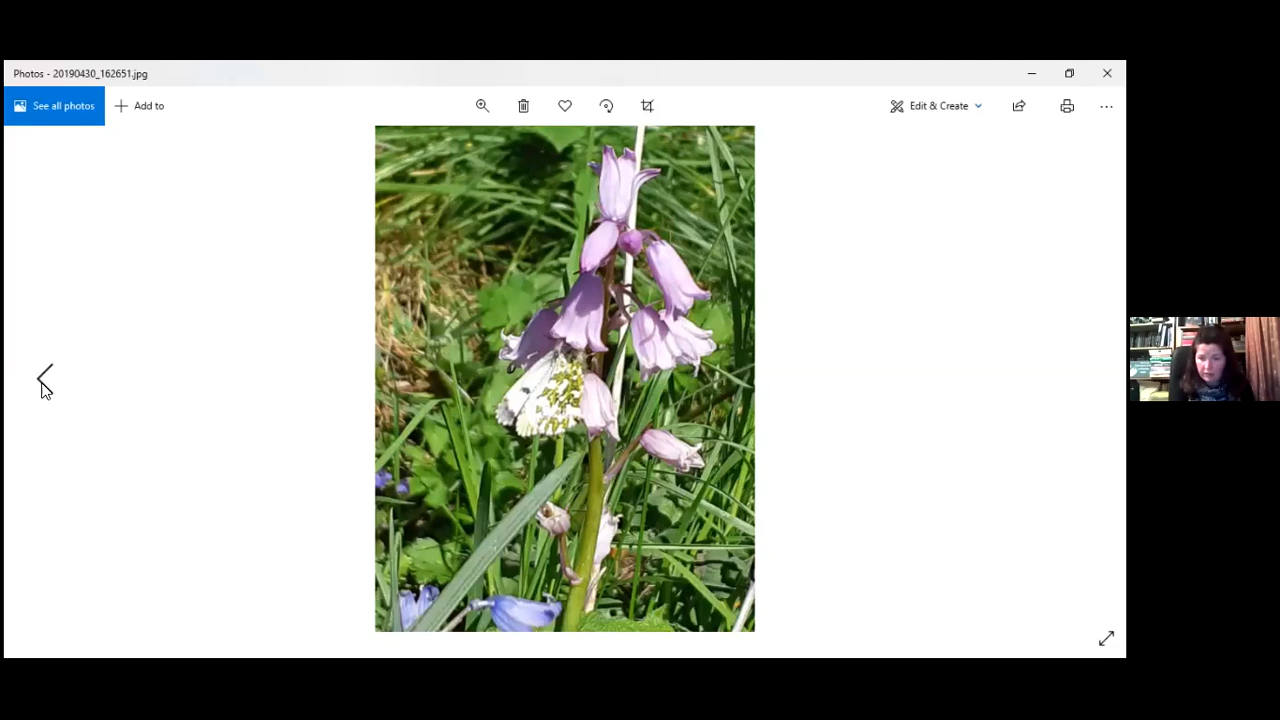 Photos - 20190430_162651.jpg
See all photos
Add to
Edit & Create